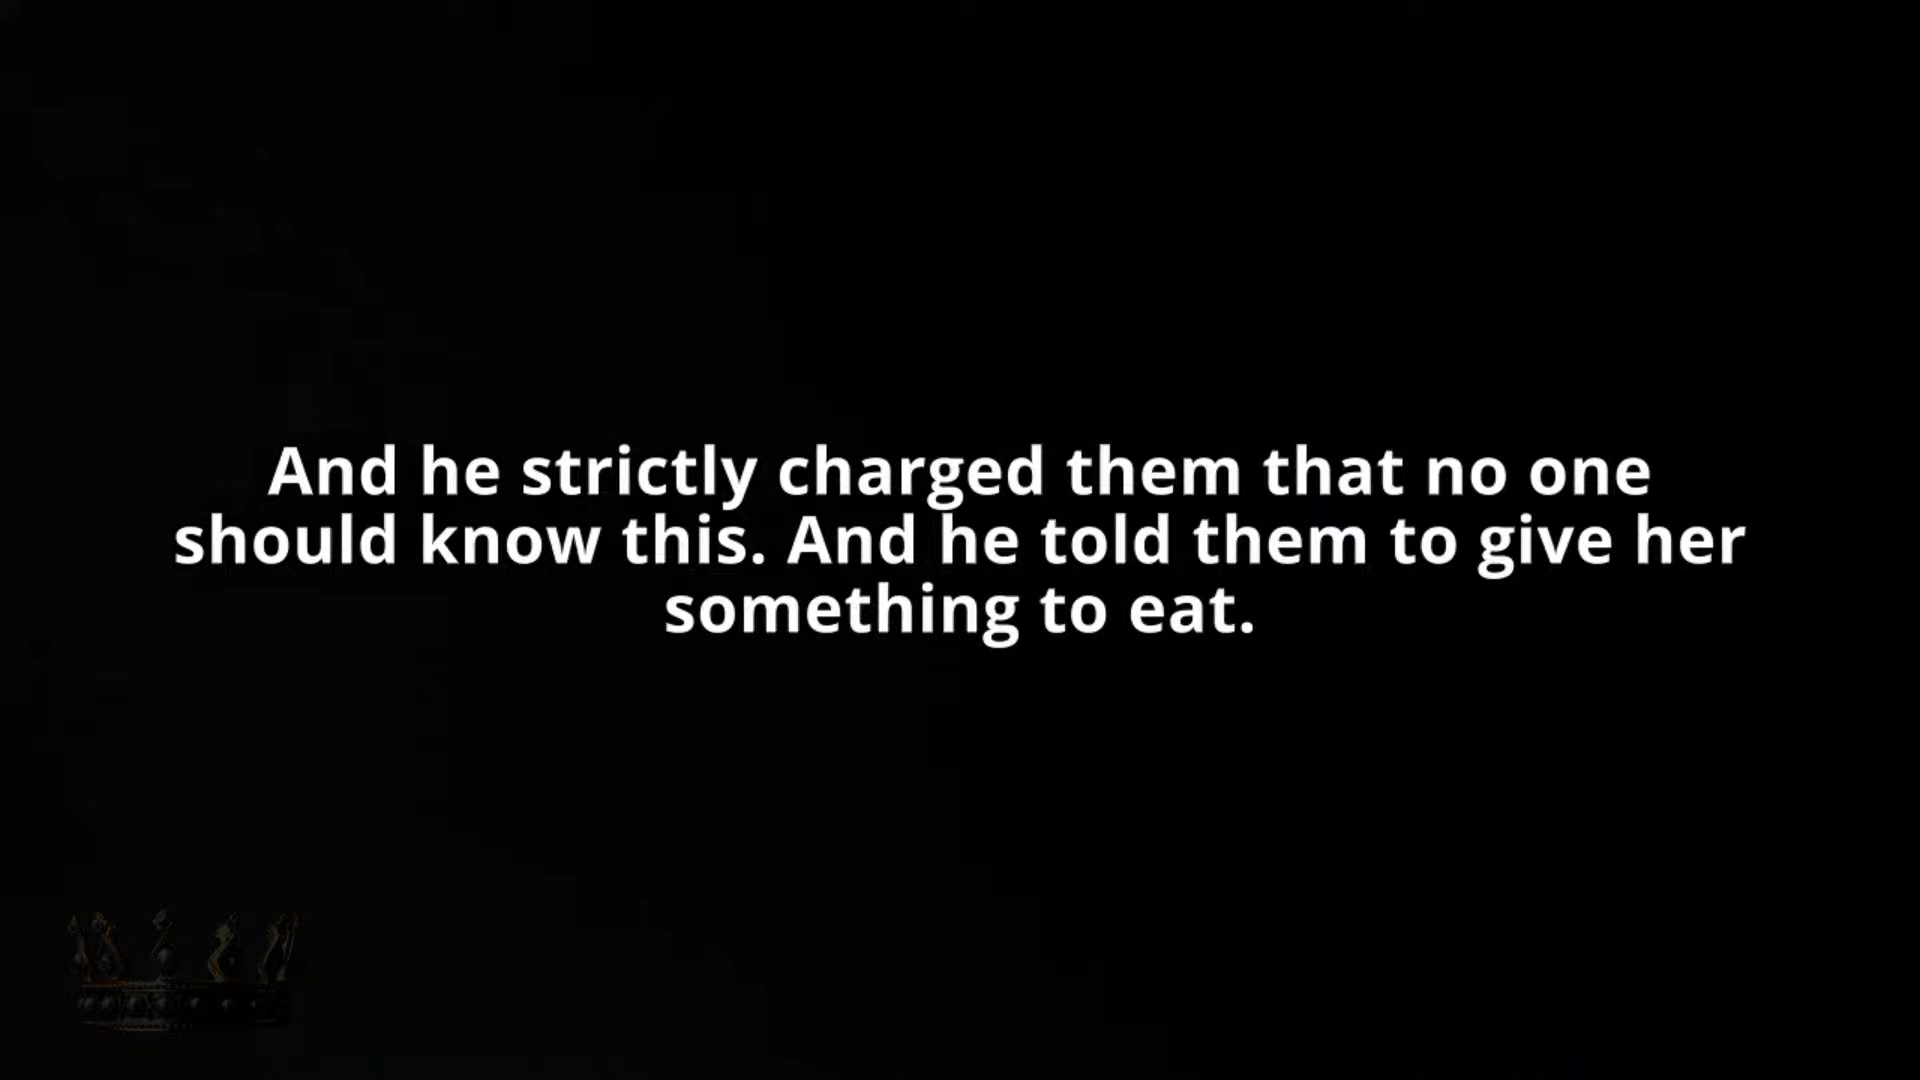 And he strictly charged them that no one
should know this. And he told them to give her
something to eat.